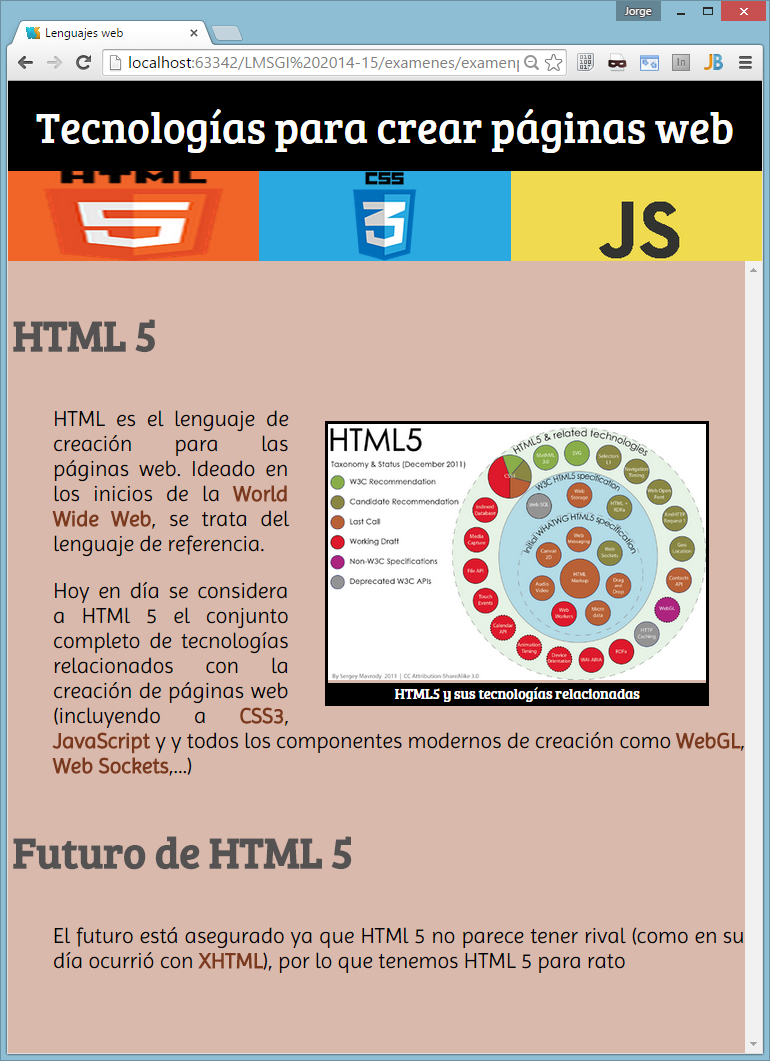 Jorge
Lenguajes web
localhost:63342/LMSGI%202014-15/examenes/examenp
Tecnologías para crear páginas web
HTML
CSS
5
3
JS
HTML 5
HTML es el lenguaje de
creación para las
páginas web. Ideado en
los inicios de la World
Wide Web, se trata del
lenguaje de referencia.
Hoy en día se considera
a HTMl 5 el conjunto
completo de tecnologías
relacionados con la
creación de páginas web
(incluyendo a CSS3,
JavaScript y y todos los componentes modernos de creación como WebGL,
Web Sockets,...)
HTML5
Taxonomy & Status (December 2011)
W3C Recommendation
Candidate Recommendation
Last Call
Working Draft
Non-W3C Specifications
Deprecated W3C APIs
HTML5 & related technologies
W3C HTML5 specification
Initial WHATWG HTML5 specification
MathML
SVG
Selectors
Navigation
Timing
Web Open
Font
XmlHTTP
Request
Geo
Location
Contacts
API
WebGL
HTTP
Caching
RDFa
WAI ARIA
Device
Orientation
Animation
Timing
Calendar
API
Touch
Events
File API
Media
Capture
Indexed
Database
Web SQL
Web
Storage
HTML +
RDFa
Web
Messaging
Web
Sockets
Canvas
2D
HTML
Markup
Audio
Video
Drag
and
Drop
Web
Workers
Micro
data
By Sergey Mavrody 2011 | CC Attribution-ShareAlike 3.0
HTML5 y sus tecnologías relacionadas
Futuro de HTML 5
El futuro está asegurado ya que HTMl 5 no parece tener rival (como en su
día ocurrió con XHTML), por lo que tenemos HTML 5 para rato